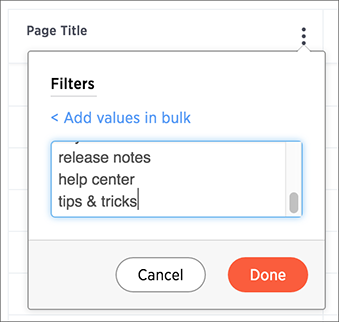 Page Title
Filters
< Add values in bulk
release notes
help center
tips & tricks
Cancel
Done